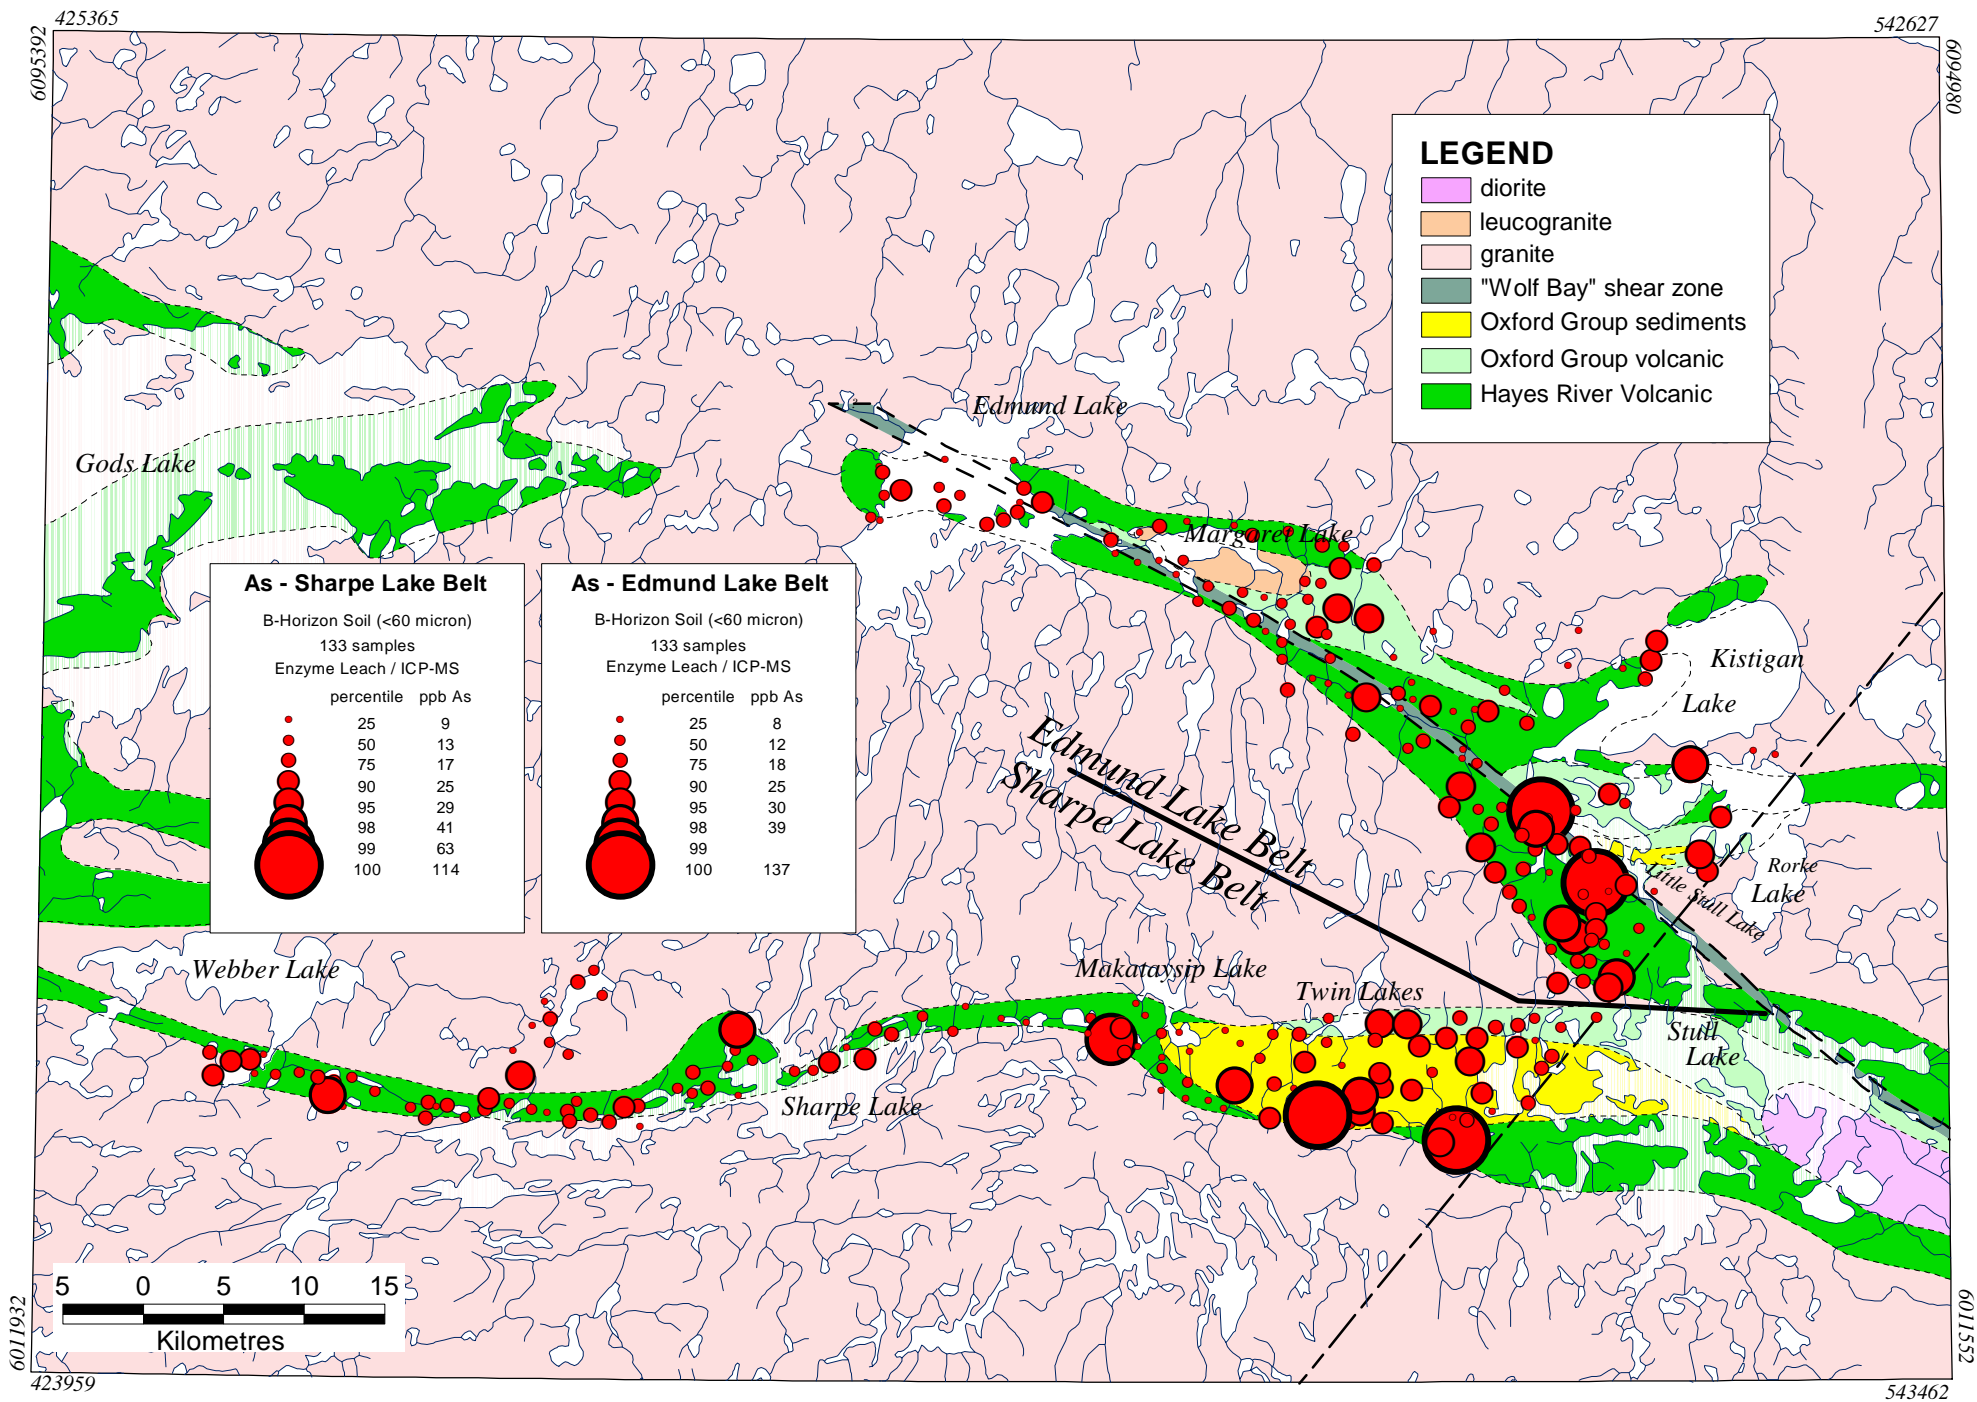 425365
542627
6095392
6094980
LEGEND
diorite
leucogranite
granite
"Wolf Bay" shear zone
Oxford Group sediments
Oxford Group volcanic
Hayes River Volcanic
Edmund Lake
Gods Lake
Margaret Lake
As - Sharpe Lake Belt
B-Horizon Soil (<60 micron)
133 samples
Enzyme Leach / ICP-MS
percentile ppb As
25 9
50 13
75 17
90 25
95 29
98 41
99 63
100 114
As - Edmund Lake Belt
B-Horizon Soil (<60 micron)
133 samples
Enzyme Leach / ICP-MS
percentile ppb As
25 8
50 12
75 18
90 25
95 30
98 39
99
100 137
Kistigan
Lake
Edmund Lake Belt
Sharpe Lake Belt
Rorke
Lake
Little Stull Lake
Webber Lake
Makataysip Lake
Twin Lakes
Stull
Lake
Sharpe Lake
5 0 5 10 15
Kilometres
6011932
6011552
423959
543462